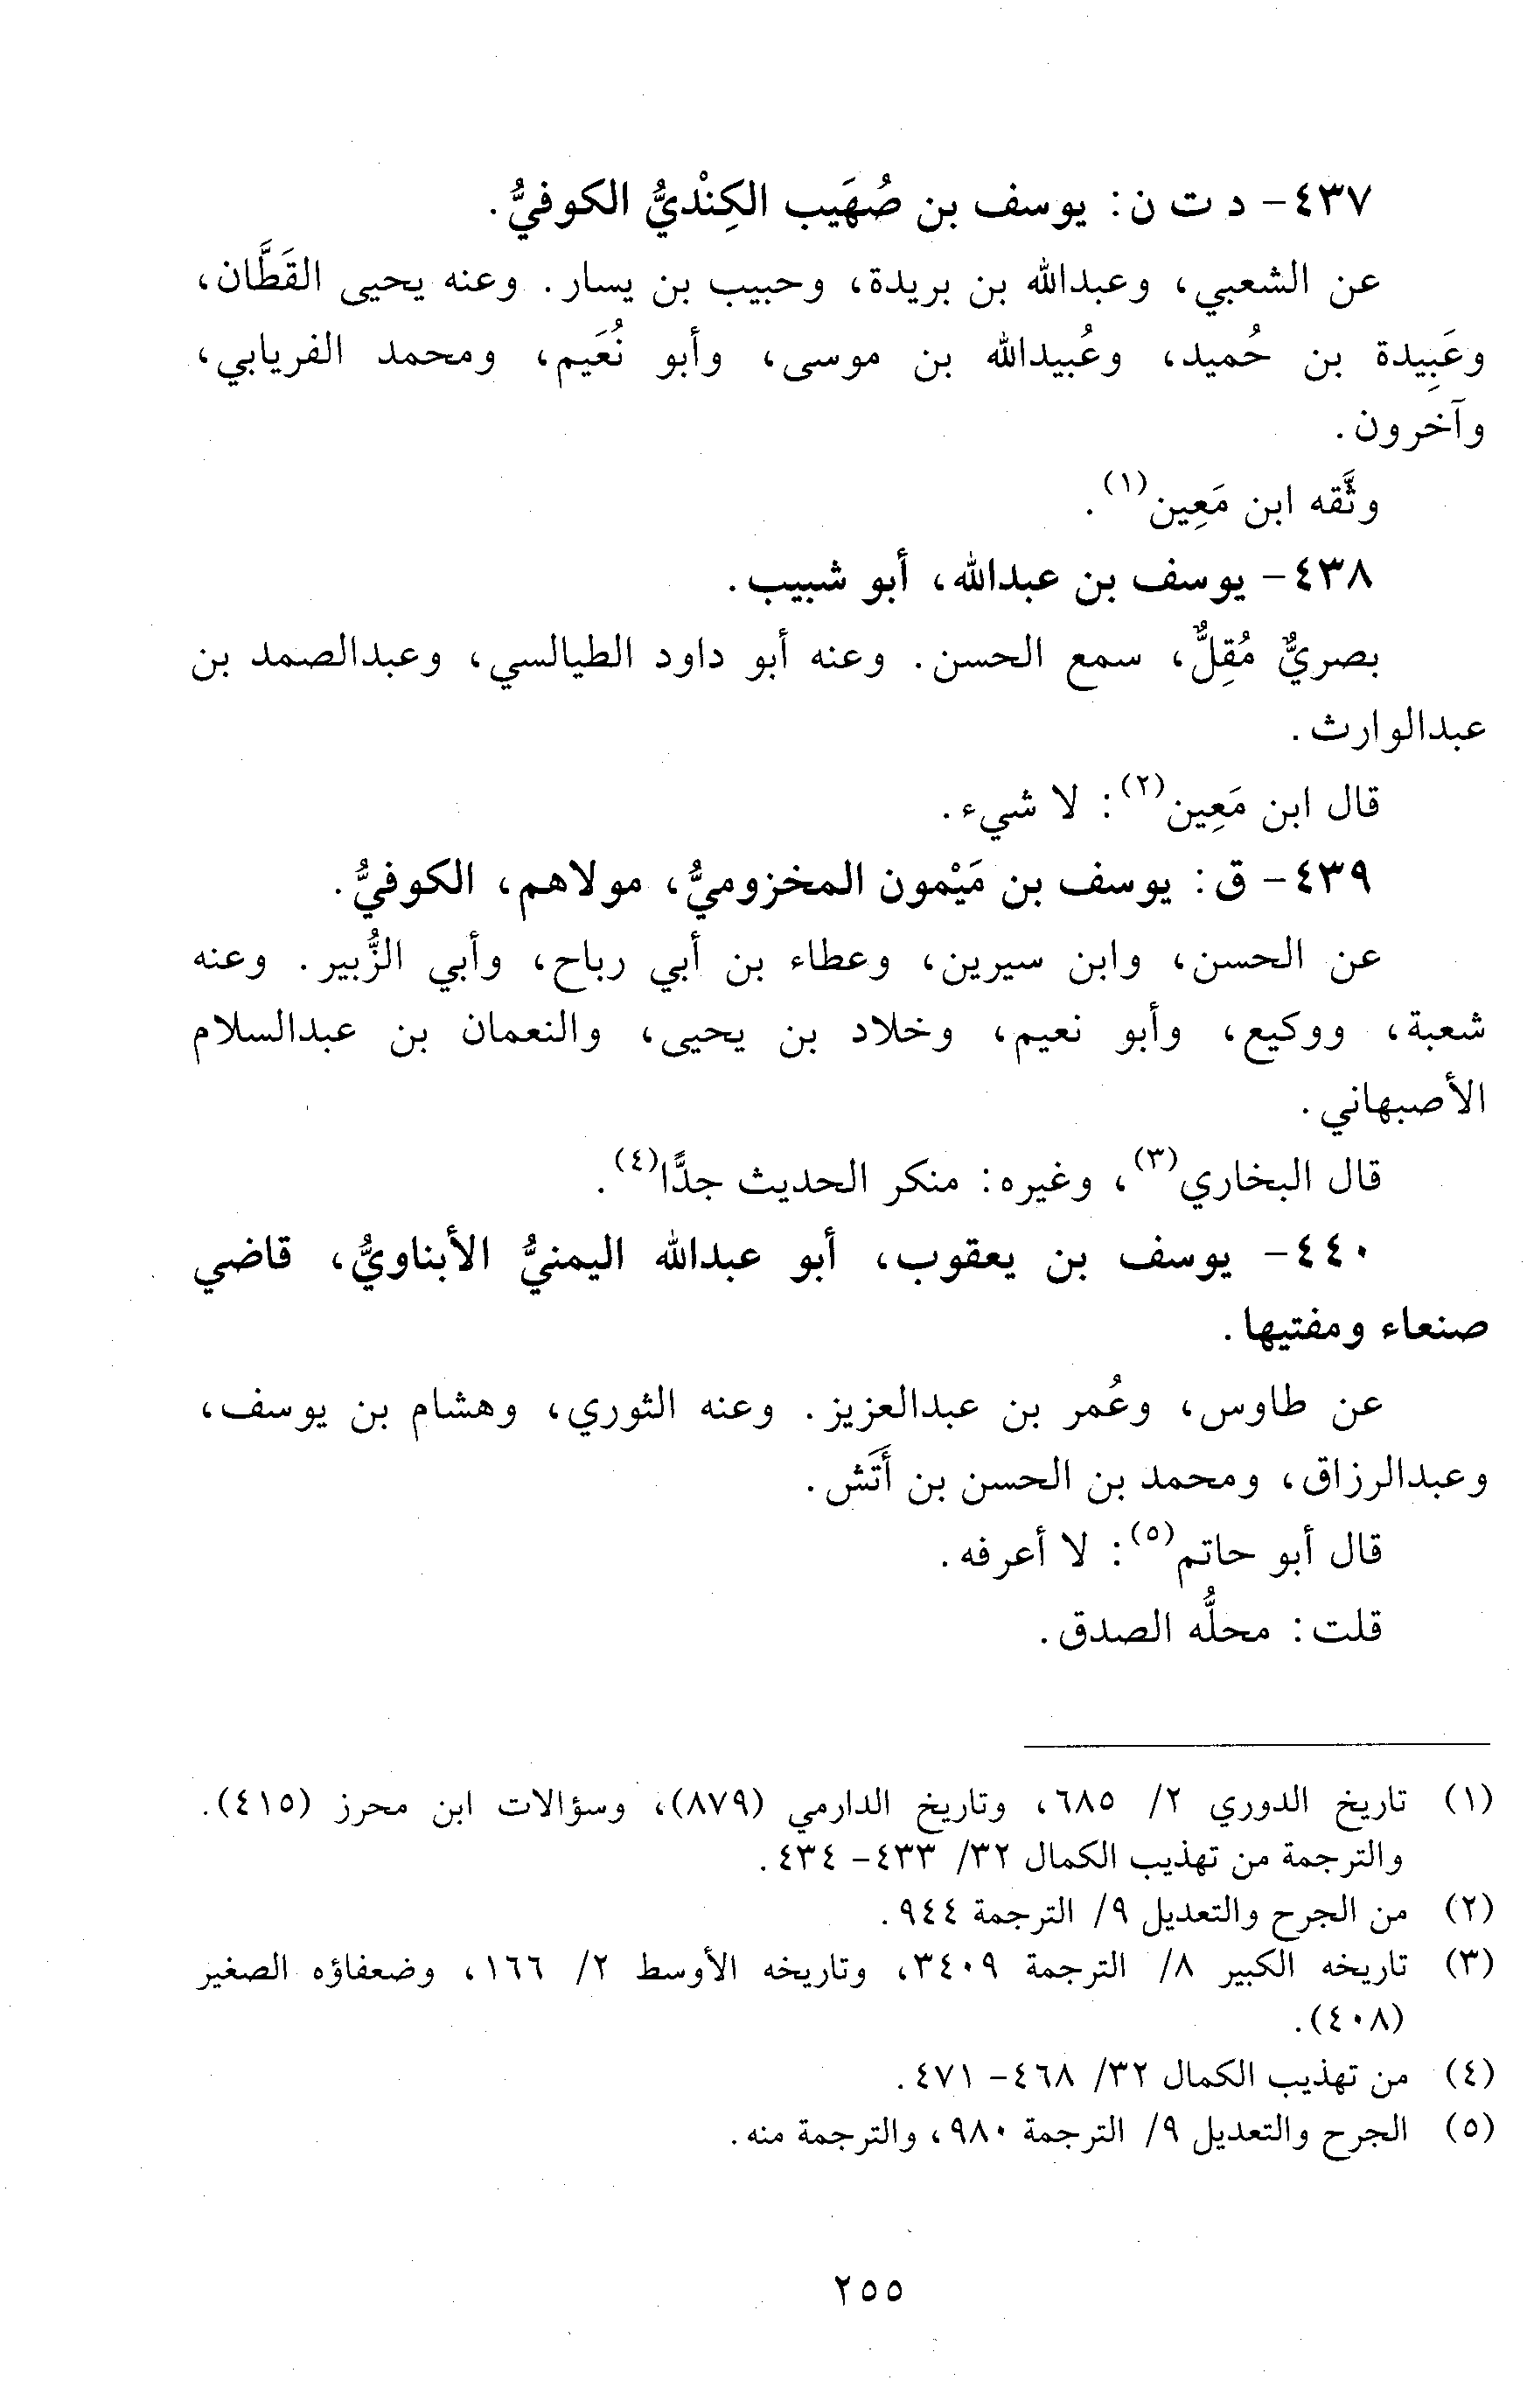 ٤٣٧- د ت ن: يوسف بن صُهَيب الكِنْديُّ الكوفيُّ.
عن الشعبي، وعبدالله بن بريدة، وحبيب بن يسار. وعنه يحيى القَطَّان،
وعَبِيدة بن حُميد، وعُبيدالله بن موسى، وأبو نُعَيم، ومحمد الفريابي،
وآخرون.
وثَّقه ابن مَعِين(١).
٤٣٨- يوسف بن عبدالله، أبو شبيب.
بصريٌّ مُقِلٌّ، سمع الحسن. وعنه أبو داود الطيالسي، وعبدالصمد بن
عبدالوارث.
قال ابن مَعِين(٢): لا شيء.
٤٣٩- ق: يوسف بن مَيْمون المخزوميُّ، مولاهم، الكوفيُّ.
عن الحسن، وابن سيرين، وعطاء بن أبي رباح، وأبي الزُّبير. وعنه
شعبة، ووكيع، وأبو نعيم، وخلاد بن يحيى، والنعمان بن عبدالسلام
الأصبهاني.
قال البخاري(٣)، وغيره: منكر الحديث جدًّا(٤).
٤٤٠- يوسف بن يعقوب، أبو عبدالله اليمنيُّ الأبناويُّ، قاضي
صنعاء ومفتيها.
عن طاوس، وعُمر بن عبدالعزيز. وعنه الثوري، وهشام بن يوسف،
وعبدالرزاق، ومحمد بن الحسن بن أَتَش.
قال أبو حاتم(٥): لا أعرفه.
قلت: محلُّه الصدق.
(١) تاريخ الدوري ٢/ ٦٨٥، وتاريخ الدارمي (٨٧٩)، وسؤالات ابن محرز (٤١٥).
والترجمة من تهذيب الكمال ٣٢/ ٤٣٣- ٤٣٤.
(٢) من الجرح والتعديل ٩/ الترجمة ٩٤٤.
(٣) تاريخه الكبير ٨/ الترجمة ٣٤٠٩، وتاريخه الأوسط ٢/ ١٦٦، وضعفاؤه الصغير
(٤٠٨).
(٤) من تهذيب الكمال ٣٢/ ٤٦٨- ٤٧١.
(٥) الجرح والتعديل ٩/ الترجمة ٩٨٠، والترجمة منه.
٢٥٥